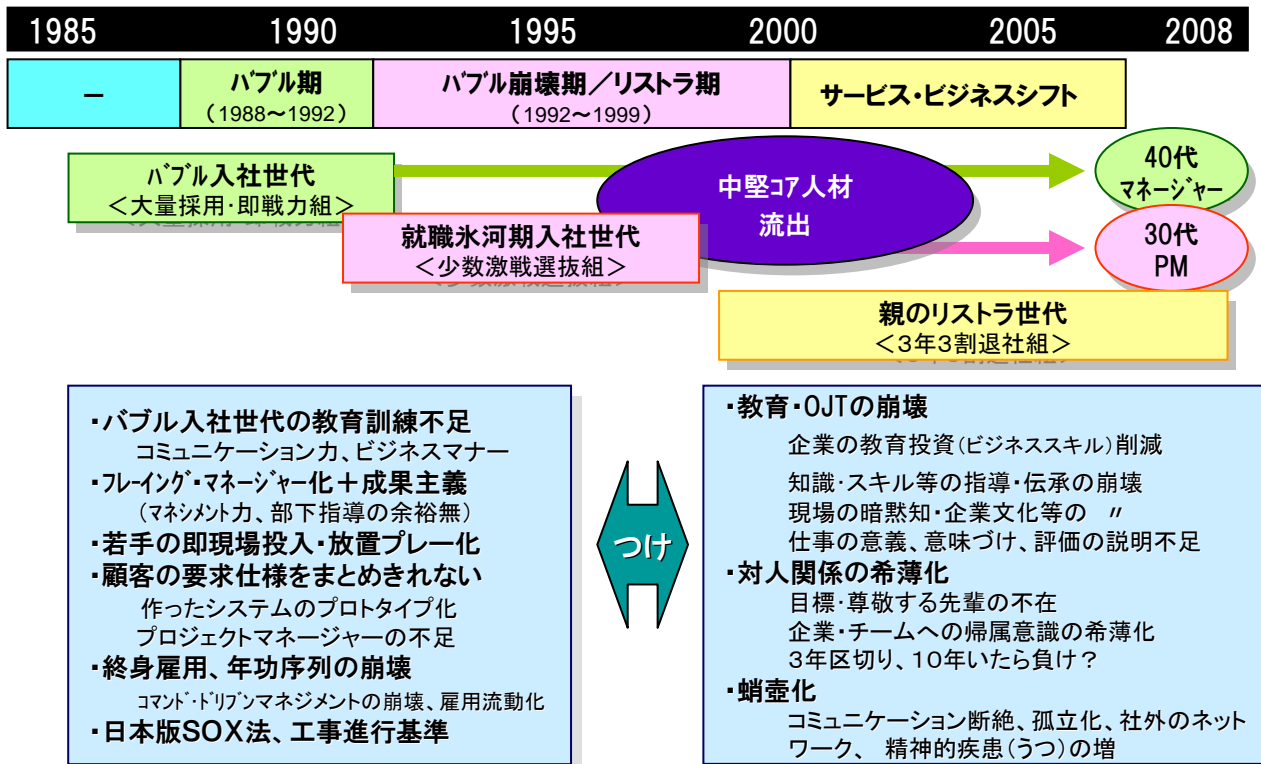 1985 1990 1995 2000 2005 2008
－ バブル期 バブル崩壊期／リストラ期 サービス・ビジネスシフト
（1988～1992） （1992～1999）
バブル入社世代
＜大量採用・即戦力組＞
就職氷河期入社世代
＜少数激戦選抜組＞
中堅コア人材
流出
40代
マネージャー
30代
PM
親のリストラ世代
＜3年3割退社組＞
・バブル入社世代の教育訓練不足
コミュニケーション力、ビジネスマナー
・フレーイング・マネージャー化＋成果主義
（マネシメント力、部下指導の余裕無）
・若手の即現場投入・放置プレー化
・顧客の要求仕様をまとめきれない
作ったシステムのプロトタイプ化
プロジェクトマネージャーの不足
・終身雇用、年功序列の崩壊
コマンド・ドリブンマネジメントの崩壊、雇用流動化
・日本版SOX法、工事進行基準
つけ
・教育・OJTの崩壊
企業の教育投資（ビジネススキル）削減
知識・スキル等の指導・伝承の崩壊
現場の暗黙知・企業文化等の 〃
仕事の意義、意味づけ、評価の説明不足
・対人関係の希薄化
目標・尊敬する先輩の不在
企業・チームへの帰属意識の希薄化
3年区切り、10年いたら負け？
・蛸壺化
コミュニケーション断絶、孤立化、社外のネット
ワーク、 精神的疾患（うつ）の増